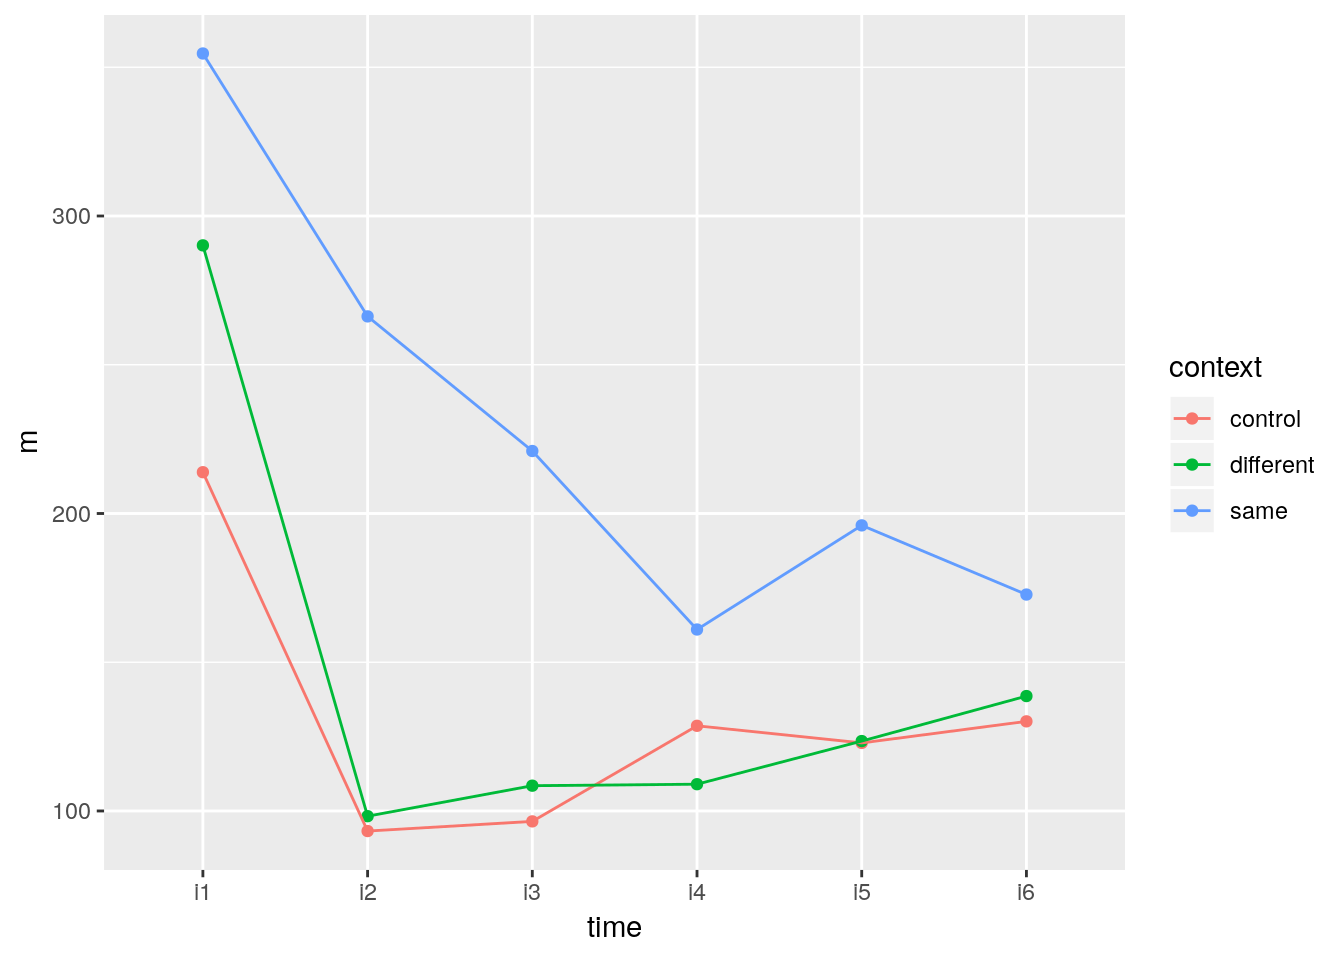 m
300
200
100
i1 i2 i3 i4 i5 i6
time
context
control
different
same